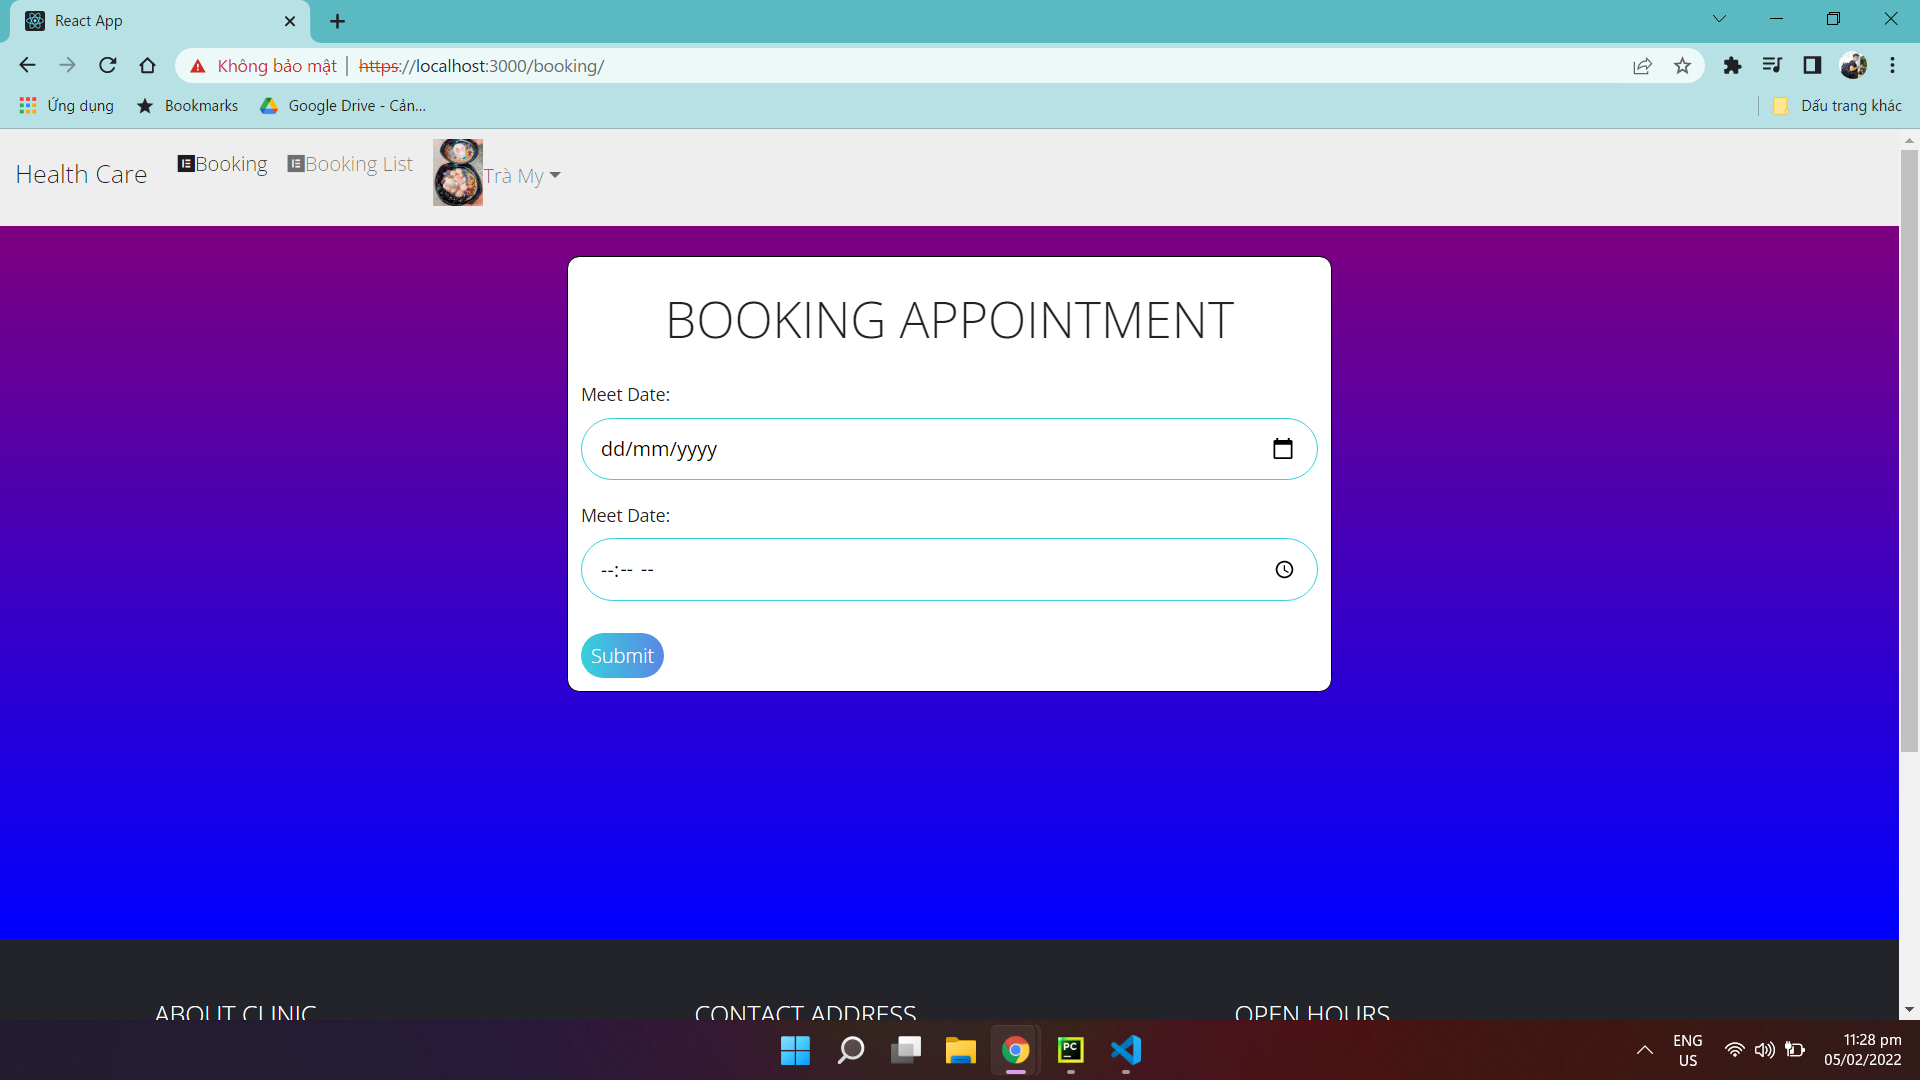 React App
Không bảo mật | https://localhost:3000/booking/
Ứng dụng Bookmarks Google Drive - Cản... Dấu trang khác
Health Care Booking Booking List Trà My
BOOKING APPOINTMENT
Meet Date:
dd/mm/yyyy
Meet Date:
--:-- --
Submit
ABOUT CLINIC CONTACT ADDRESS OPEN HOURS
PC
ENG
US
11:28 pm
05/02/2022